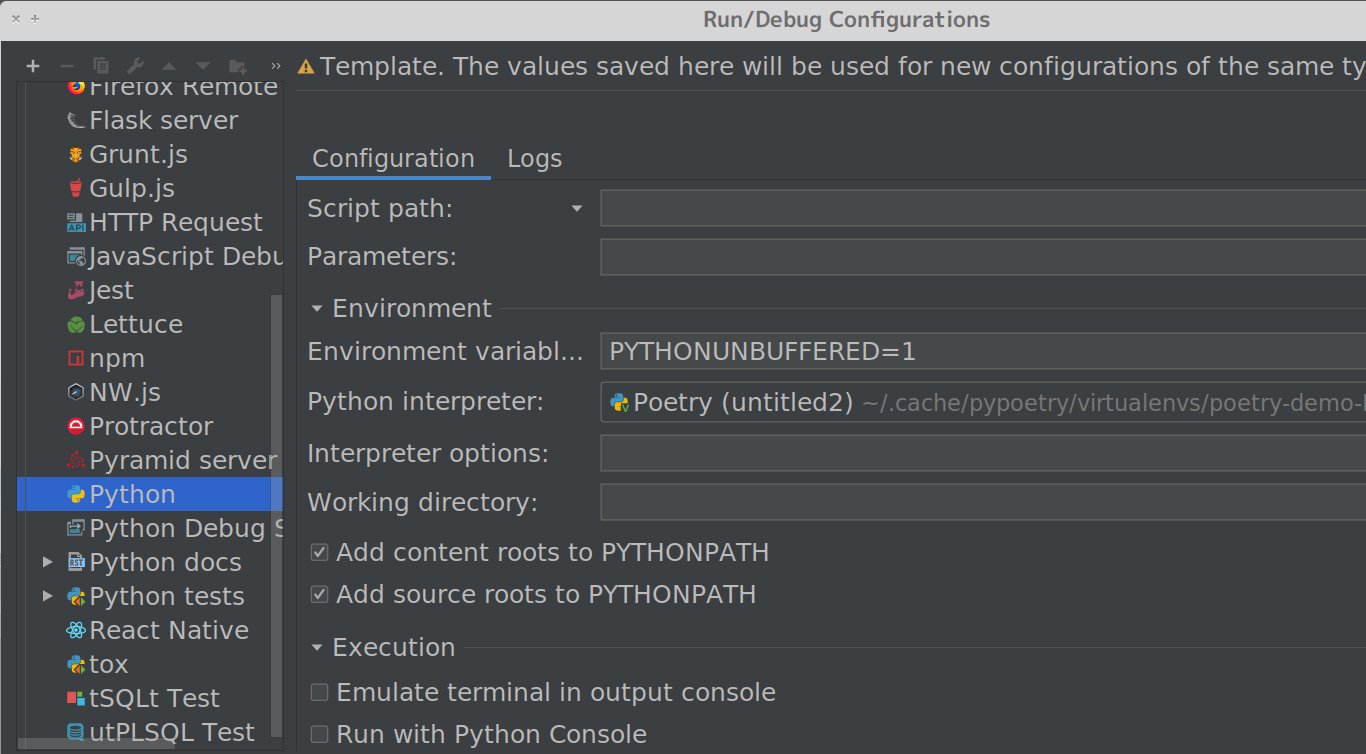 Run/Debug Configurations
Template. The values saved here will be used for new configurations of the same ty
Firefox Remote
Flask server
Grunt.js
Gulp.js
HTTP Request
JavaScript Debu
Jest
Lettuce
npm
NW.js
Protractor
Pyramid server
Python
Python Debug S
Python docs
Python tests
React Native
tox
tSQLt Test
utPLSQL Test
Configuration Logs
Script path:
Parameters:
Environment
Environment variabl... PYTHONUNBUFFERED=1
Python interpreter: Poetry (untitled2) ~/.cache/pypoetry/virtualenvs/poetry-demo-
Interpreter options:
Working directory:
Add content roots to PYTHONPATH
Add source roots to PYTHONPATH
Execution
Emulate terminal in output console
Run with Python Console